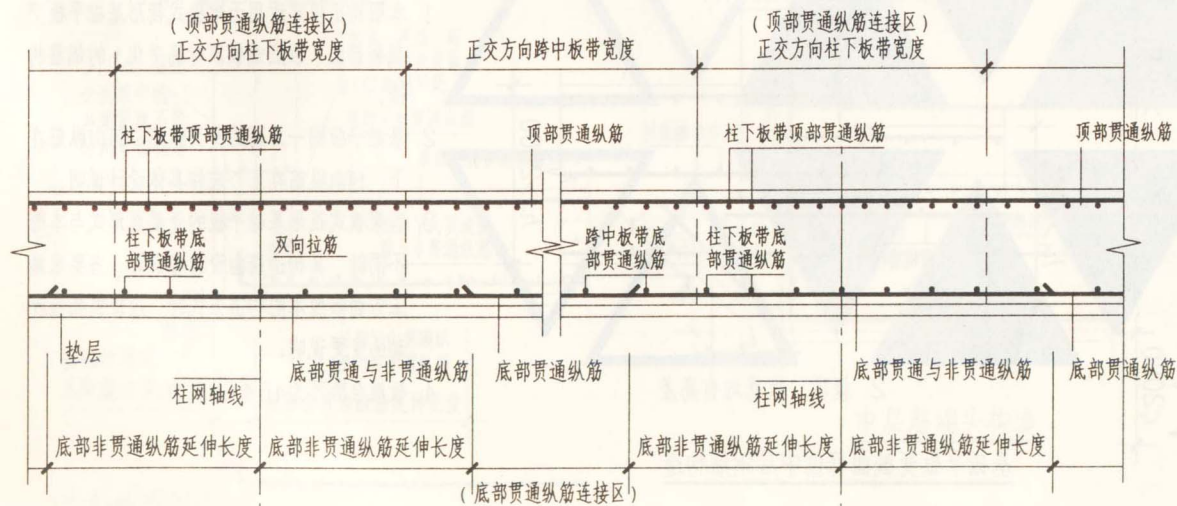 （顶部贯通纵筋连接区）
正交方向柱下板带宽度
正交方向跨中板带宽度
（顶部贯通纵筋连接区）
正交方向柱下板带宽度
柱下板带顶部贯通纵筋
顶部贯通纵筋
柱下板带顶部贯通纵筋
顶部贯通纵筋
柱下板带底
部贯通纵筋
双向拉筋
跨中板带底
部贯通纵筋
柱下板带底
部贯通纵筋
垫层
底部贯通与非贯通纵筋
底部贯通纵筋
底部贯通与非贯通纵筋
底部贯通纵筋
柱网轴线
柱网轴线
底部非贯通纵筋延伸长度
底部非贯通纵筋延伸长度
底部非贯通纵筋延伸长度
底部非贯通纵筋延伸长度
（底部贯通纵筋连接区）